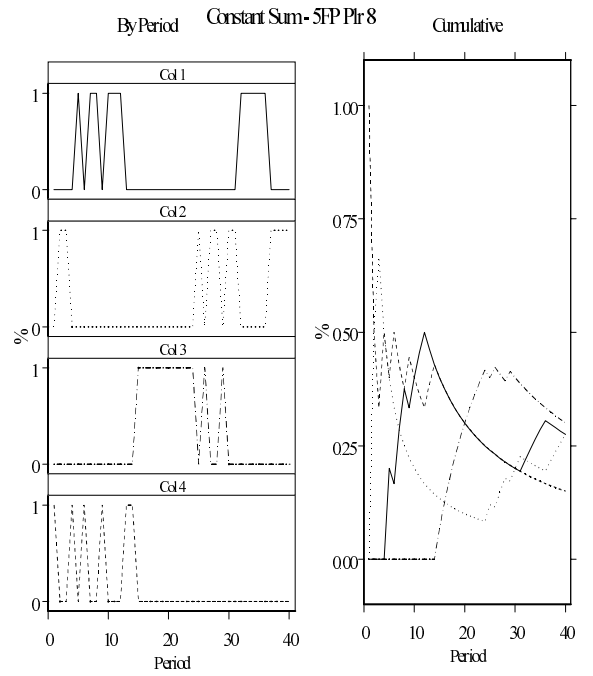 Constant Sum - 5FP Plr 8
By Period
Cumulative
Col 1
1
0
Col 2
1
0
%
Col 3
1
0
Col 4
1
0
0 10 20 30 40
Period
1.00
0.75
0.50
%
0.25
0.00
0 10 20 30 40
Period